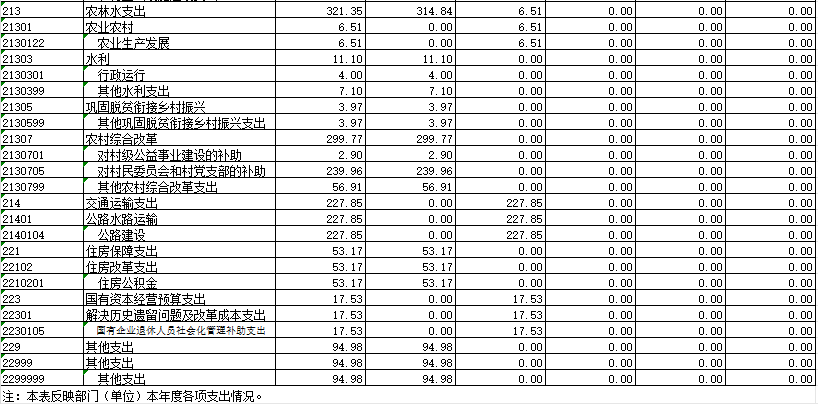 213 农林水支出 321.35 314.84 6.51 0.00 0.00 0.00
21301 农业农村 6.51 0.00 6.51 0.00 0.00 0.00
2130122 农业生产发展 6.51 0.00 6.51 0.00 0.00 0.00
21303 水利 11.10 11.10 0.00 0.00 0.00 0.00
2130301 行政运行 4.00 4.00 0.00 0.00 0.00 0.00
2130399 其他水利支出 7.10 7.10 0.00 0.00 0.00 0.00
21305 巩固脱贫衔接乡村振兴 3.97 3.97 0.00 0.00 0.00 0.00
2130599 其他巩固脱贫衔接乡村振兴支出 3.97 3.97 0.00 0.00 0.00 0.00
21307 农村综合改革 299.77 299.77 0.00 0.00 0.00 0.00
2130701 对村级公益事业建设的补助 2.90 2.90 0.00 0.00 0.00 0.00
2130705 对村民委员会和村党支部的补助 239.96 239.96 0.00 0.00 0.00 0.00
2130799 其他农村综合改革支出 56.91 56.91 0.00 0.00 0.00 0.00
214 交通运输支出 227.85 0.00 227.85 0.00 0.00 0.00
21401 公路水路运输 227.85 0.00 227.85 0.00 0.00 0.00
2140104 公路建设 227.85 0.00 227.85 0.00 0.00 0.00
221 住房保障支出 53.17 53.17 0.00 0.00 0.00 0.00
22102 住房改革支出 53.17 53.17 0.00 0.00 0.00 0.00
2210201 住房公积金 53.17 53.17 0.00 0.00 0.00 0.00
223 国有资本经营预算支出 17.53 0.00 17.53 0.00 0.00 0.00
22301 解决历史遗留问题及改革成本支出 17.53 0.00 17.53 0.00 0.00 0.00
2230105 国有企业退休人员社会化管理补助支出 17.53 0.00 17.53 0.00 0.00 0.00
229 其他支出 94.98 94.98 0.00 0.00 0.00 0.00
22999 其他支出 94.98 94.98 0.00 0.00 0.00 0.00
2299999 其他支出 94.98 94.98 0.00 0.00 0.00 0.00
注：本表反映部门（单位）本年度各项支出情况。